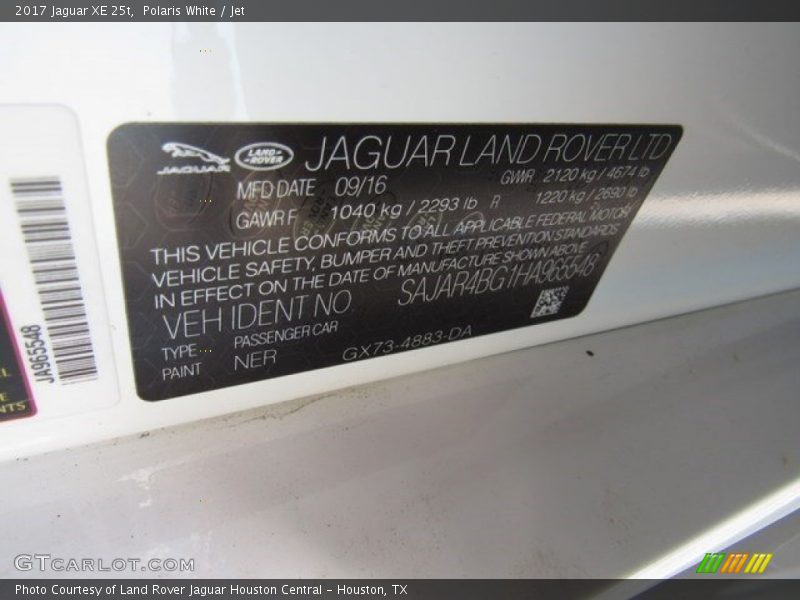 2017 Jaguar XE 25t,  Polaris White / Jet
JAGUAR
LAND-
ROVER
JAGUAR LAND ROVER LTD
MFD DATE 09/16 GWR 2120 kg / 4674 lb
GAWR F 1040 kg / 2293 lb R 1220 kg / 2690 lb
THIS VEHICLE CONFORMS TO ALL APPLICABLE FEDERAL MOTOR
VEHICLE SAFETY, BUMPER AND THEFT PREVENTION STANDARDS
IN EFFECT ON THE DATE OF MANUFACTURE SHOWN ABOVE
VEH IDENT NO SAJAR4BG1HA965548
TYPE PASSENGER CAR
PAINT NER GX73-4883-DA
JA965548
GTCARLOT.COM
Photo Courtesy of Land Rover Jaguar Houston Central - Houston, TX